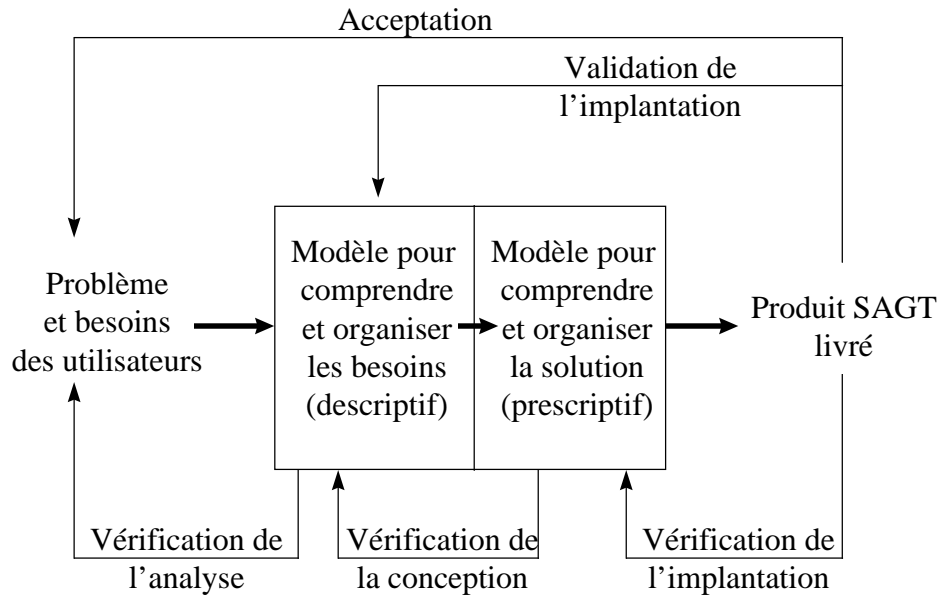 Acceptation
Validation de
l’implantation
Problème
et besoins
des utilisateurs
Modèle pour
comprendre
et organiser
les besoins
(descriptif)
Modèle pour
comprendre
et organiser
la solution
(prescriptif)
Produit SAGT
livré
Vérification de
l’analyse
Vérification de
la conception
Vérification de
l’implantation